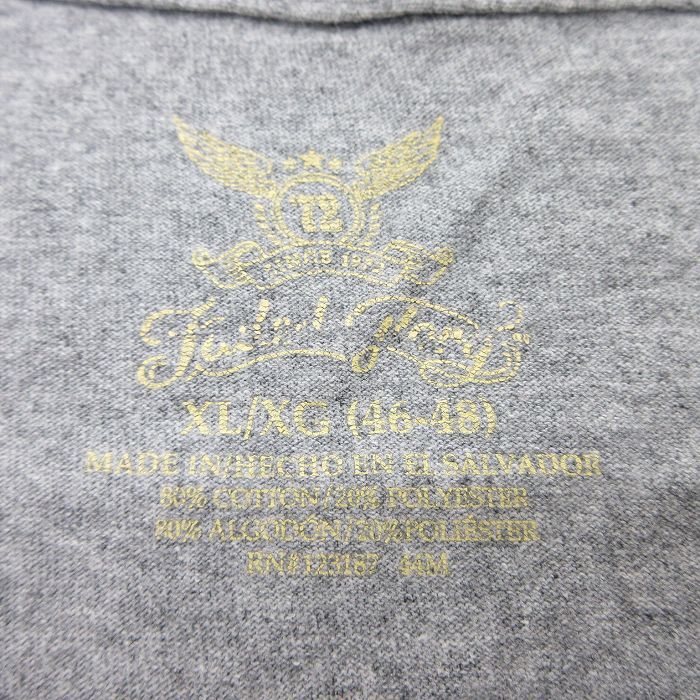 XL/XG (46-48)
MADE IN/HECHO EN EL SALVADOR
80% COTTON/20% POLYESTER
80% ALGODÓN/20%POLIÉSTER
RN#123187 44M